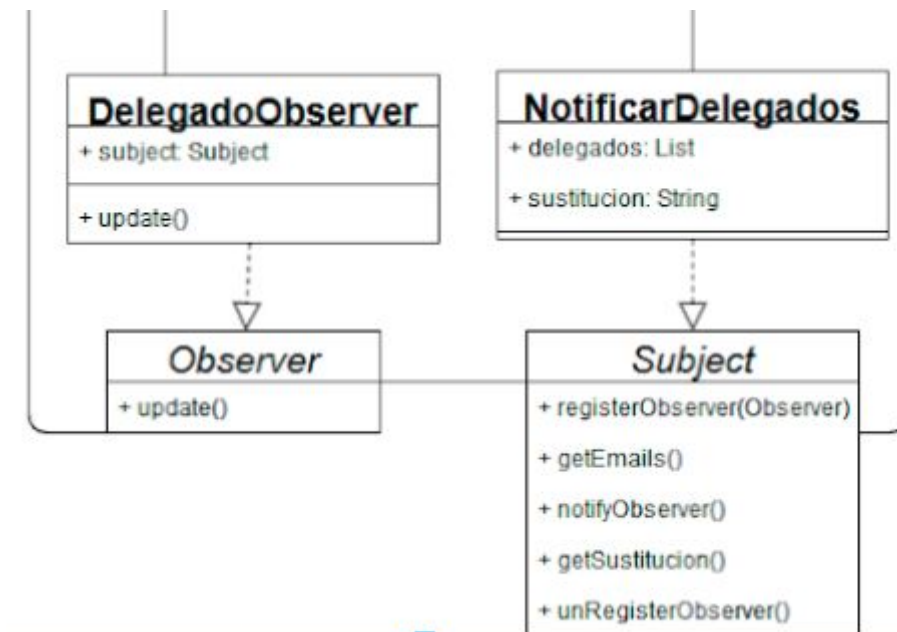 DelegadoObserver
+ subject: Subject
+ update()
NotificarDelegados
+ delegados: List
+ sustitucion: String
Observer
+ update()
Subject
+ registerObserver(Observer)
+ getEmails()
+ notifyObserver()
+ getSustitucion()
+ unRegisterObserver()